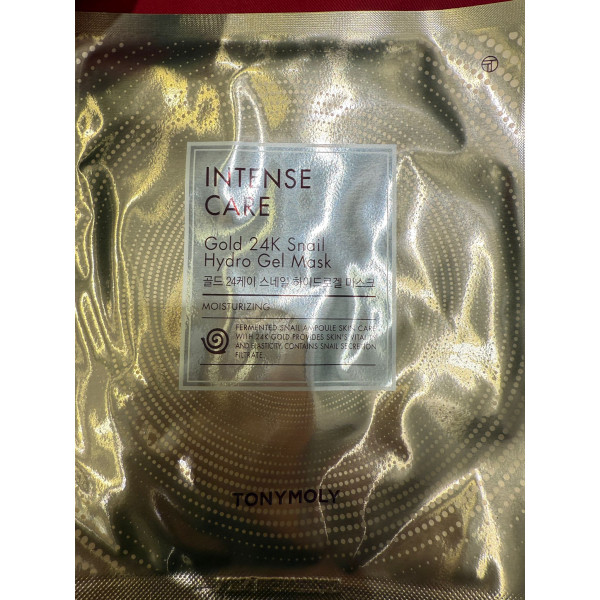 INTENSE
CARE
Gold 24K Snail
Hydro Gel Mask
골드 24케이 스네일 하이드로겔 마스크
MOISTURIZING
FERMENTED SNAIL AMPOULE SKIN CARE
WITH 24K GOLD PROVIDES SKIN'S VITALITY
AND ELASTICITY. CONTAINS SNAIL SECRETION
FILTRATE.
TONYMOLY